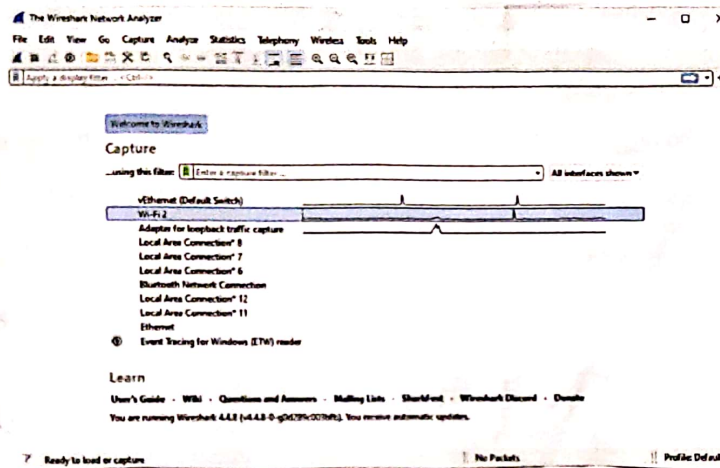 The Wireshark Network Analyzer
File Edit View Go Capture Analyze Statistics Telephony Wireless Tools Help
Apply a display filter ... <Ctrl-/>
Welcome to Wireshark
Capture
...using this filter: Enter a capture filter ... All interfaces shown
vEthernet (Default Switch)
Wi-Fi 2
Adapter for loopback traffic capture
Local Area Connection* 8
Local Area Connection* 7
Local Area Connection* 6
Bluetooth Network Connection
Local Area Connection* 12
Local Area Connection* 11
Ethernet
Event Tracing for Windows (ETW) reader
Learn
User's Guide · Wiki · Questions and Answers · Mailing Lists · SharkFest · Wireshark Discord · Donate
You are running Wireshark 4.4.8 You receive automatic updates.
Ready to load or capture No Packets Profile: Default